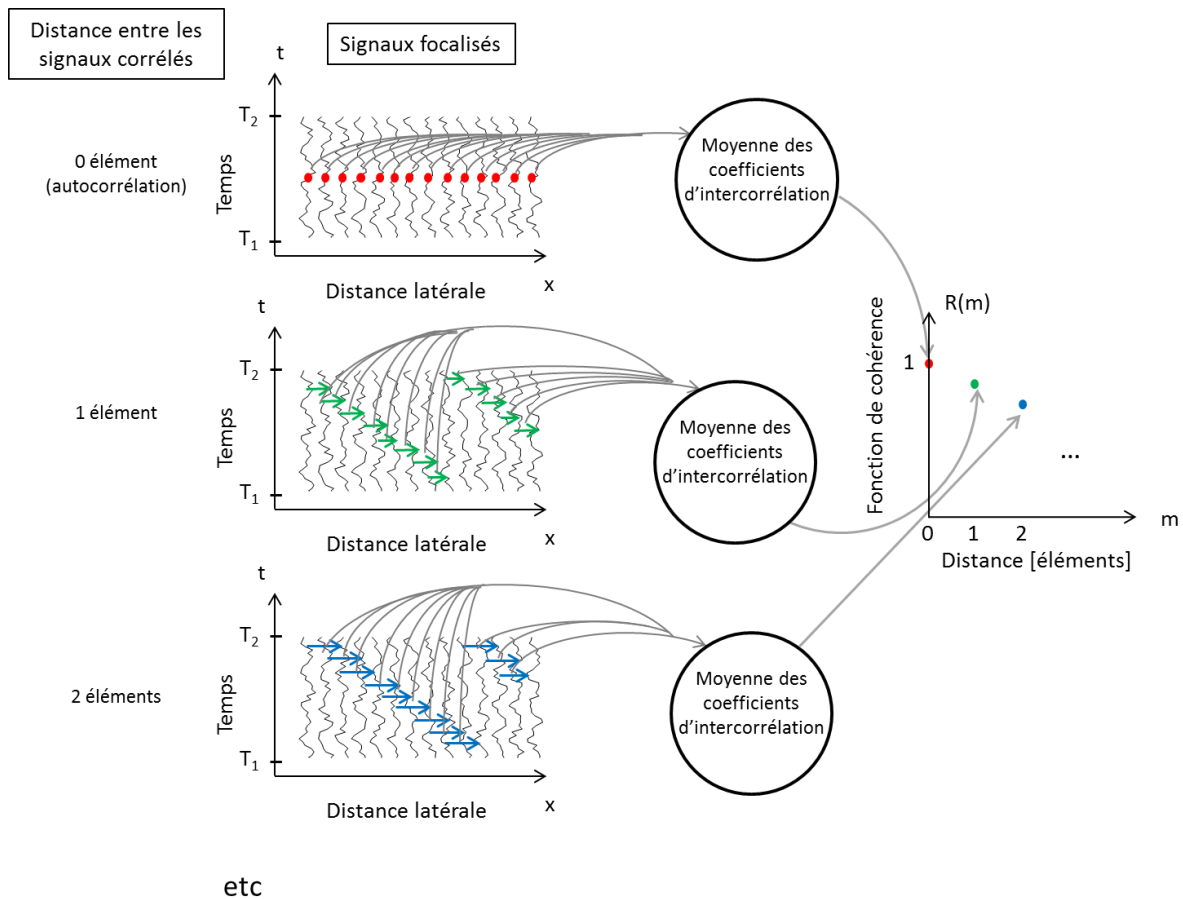 Distance entre les
signaux corrélés
Signaux focalisés
t
T2
0 élément
(autocorrélation)
Temps
T1
Distance latérale
x
Moyenne des
coefficients
d’intercorrélation
t
T2
1 élément
Temps
T1
Distance latérale
x
Moyenne des
coefficients
d’intercorrélation
Fonction de cohérence
R(m)
1
...
0 1 2
m
Distance [éléments]
t
T2
2 éléments
Temps
T1
Distance latérale
x
Moyenne des
coefficients
d’intercorrélation
etc